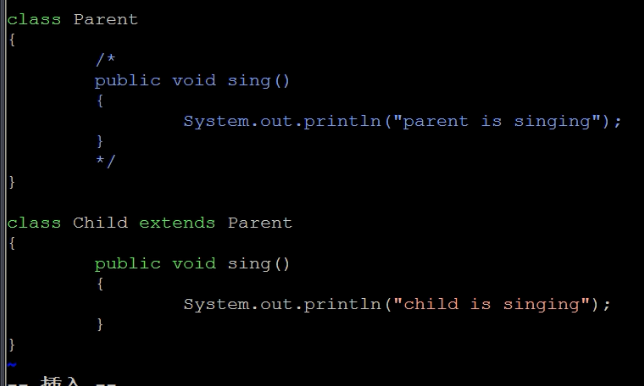 class Parent
{
        /*
        public void sing()
        {
                System.out.println("parent is singing");
        }
        */
}

class Child extends Parent
{
        public void sing()
        {
                System.out.println("child is singing");
        }
}
~
-- 插入 --